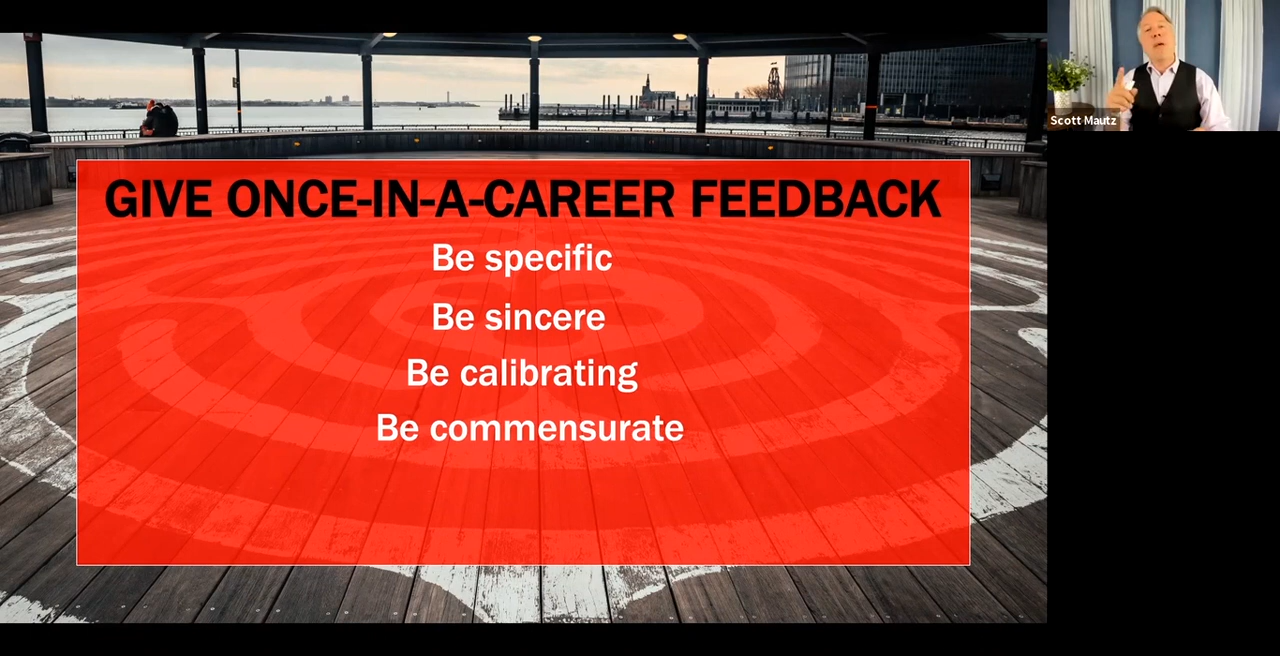 GIVE ONCE-IN-A-CAREER FEEDBACK
Be specific
Be sincere
Be calibrating
Be commensurate
Scott Mautz